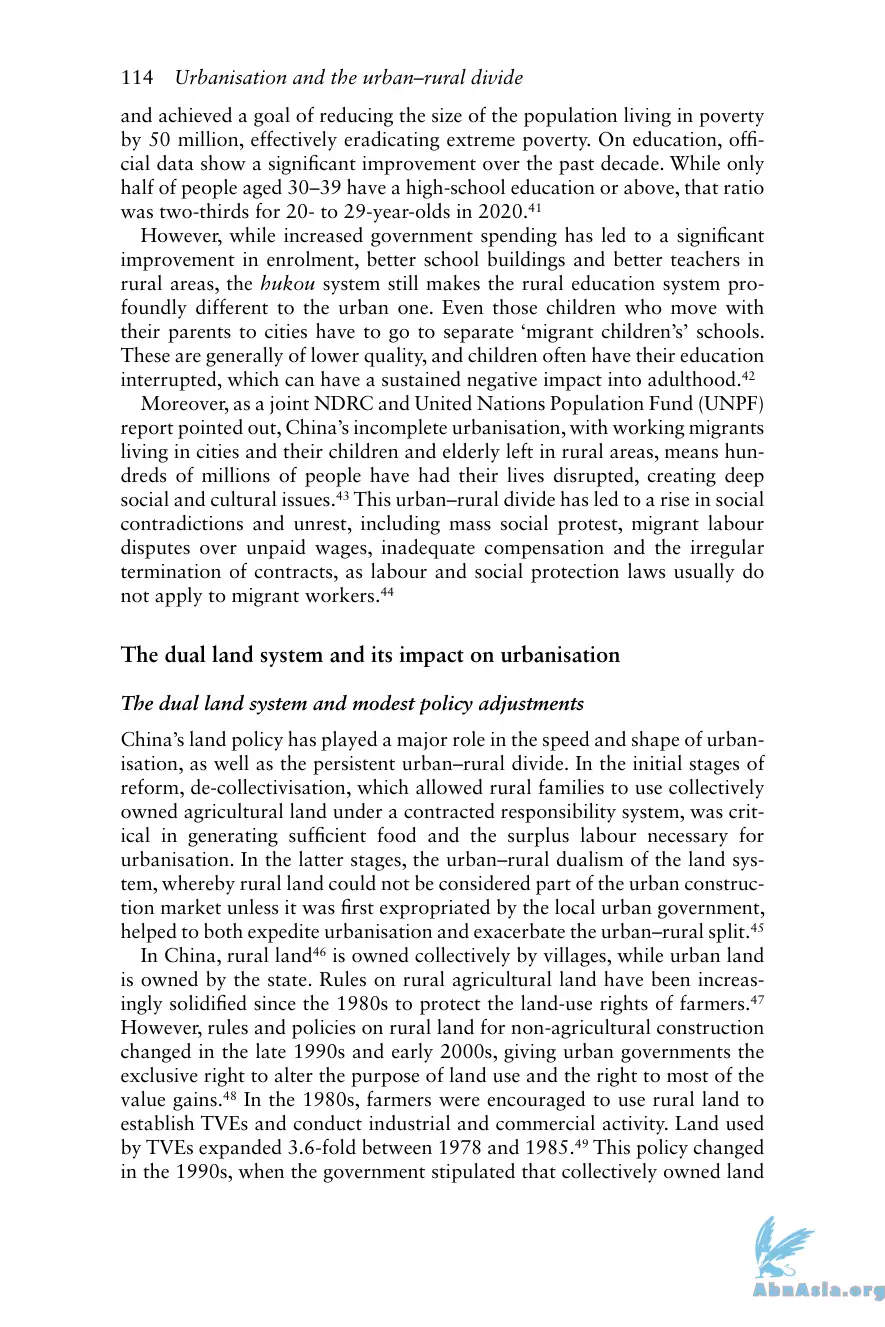 114 Urbanisation and the urban–rural divide
and achieved a goal of reducing the size of the population living in poverty
by 50 million, effectively eradicating extreme poverty. On education, offi-
cial data show a significant improvement over the past decade. While only
half of people aged 30–39 have a high-school education or above, that ratio
was two-thirds for 20- to 29-year-olds in 2020.41
However, while increased government spending has led to a significant
improvement in enrolment, better school buildings and better teachers in
rural areas, the hukou system still makes the rural education system pro-
foundly different to the urban one. Even those children who move with
their parents to cities have to go to separate ‘migrant children’s’ schools.
These are generally of lower quality, and children often have their education
interrupted, which can have a sustained negative impact into adulthood.42
Moreover, as a joint NDRC and United Nations Population Fund (UNPF)
report pointed out, China’s incomplete urbanisation, with working migrants
living in cities and their children and elderly left in rural areas, means hun-
dreds of millions of people have had their lives disrupted, creating deep
social and cultural issues.43 This urban–rural divide has led to a rise in social
contradictions and unrest, including mass social protest, migrant labour
disputes over unpaid wages, inadequate compensation and the irregular
termination of contracts, as labour and social protection laws usually do
not apply to migrant workers.44
The dual land system and its impact on urbanisation
The dual land system and modest policy adjustments
China’s land policy has played a major role in the speed and shape of urban-
isation, as well as the persistent urban–rural divide. In the initial stages of
reform, de-collectivisation, which allowed rural families to use collectively
owned agricultural land under a contracted responsibility system, was crit-
ical in generating sufficient food and the surplus labour necessary for
urbanisation. In the latter stages, the urban–rural dualism of the land sys-
tem, whereby rural land could not be considered part of the urban construc-
tion market unless it was first expropriated by the local urban government,
helped to both expedite urbanisation and exacerbate the urban–rural split.45
In China, rural land46 is owned collectively by villages, while urban land
is owned by the state. Rules on rural agricultural land have been increas-
ingly solidified since the 1980s to protect the land-use rights of farmers.47
However, rules and policies on rural land for non-agricultural construction
changed in the late 1990s and early 2000s, giving urban governments the
exclusive right to alter the purpose of land use and the right to most of the
value gains.48 In the 1980s, farmers were encouraged to use rural land to
establish TVEs and conduct industrial and commercial activity. Land used
by TVEs expanded 3.6-fold between 1978 and 1985.49 This policy changed
in the 1990s, when the government stipulated that collectively owned land
AbnAsia.org